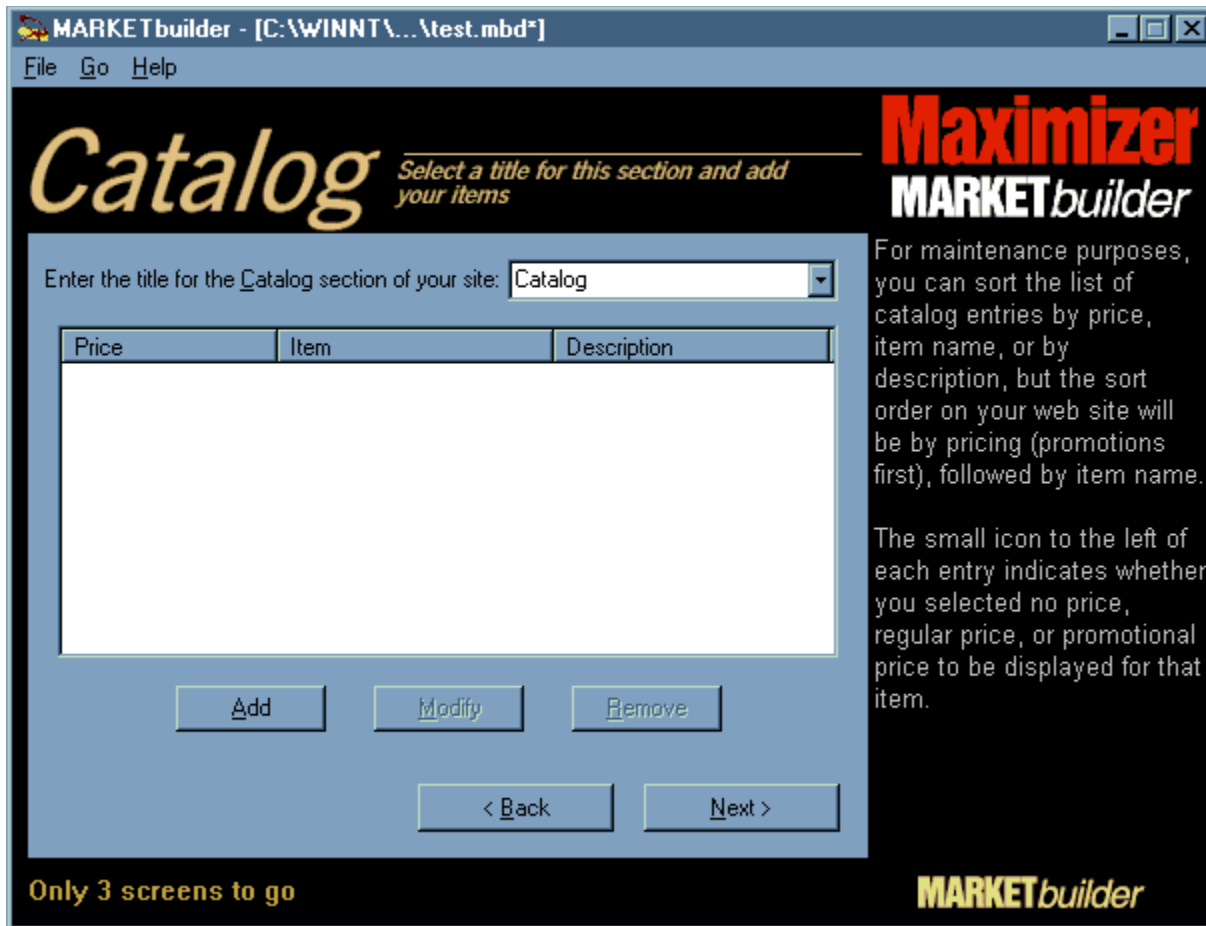 MARKETbuilder - [C:\WINNT\...\test.mbd*]
File Go Help
Catalog
Select a title for this section and add
your items
Maximizer
MARKETbuilder
Enter the title for the Catalog section of your site: Catalog
Price Item Description
Add Modify Remove
< Back Next >
For maintenance purposes,
you can sort the list of
catalog entries by price,
item name, or by
description, but the sort
order on your web site will
be by pricing (promotions
first), followed by item name.
The small icon to the left of
each entry indicates whether
you selected no price,
regular price, or promotional
price to be displayed for that
item.
Only 3 screens to go
MARKETbuilder